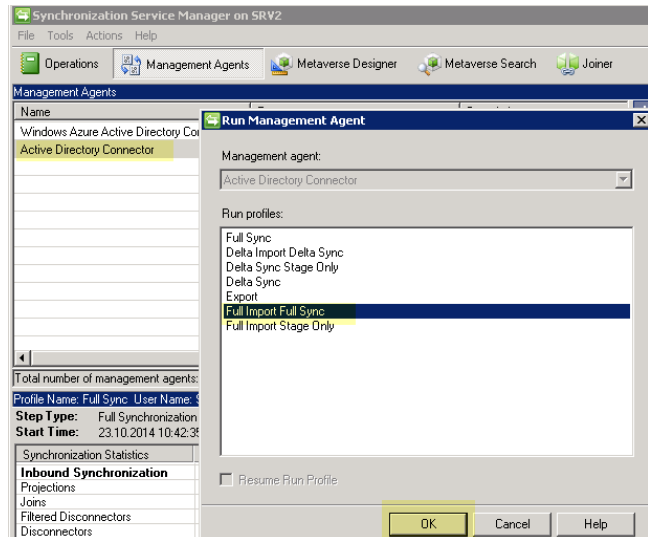 Synchronization Service Manager on SRV2
File Tools Actions Help
Operations Management Agents Metaverse Designer Metaverse Search Joiner
Management Agents
Name
Windows Azure Active Directory Co
Active Directory Connector
Run Management Agent
Management agent:
Active Directory Connector
Run profiles:
Full Sync
Delta Import Delta Sync
Delta Sync Stage Only
Delta Sync
Export
Full Import Full Sync
Full Import Stage Only
Resume Run Profile
OK Cancel Help
Total number of management agents:
Profile Name: Full Sync User Name: S
Step Type: Full Synchronization
Start Time: 23.10.2014 10:42:35
Synchronization Statistics
Inbound Synchronization
Projections
Joins
Filtered Disconnectors
Disconnectors